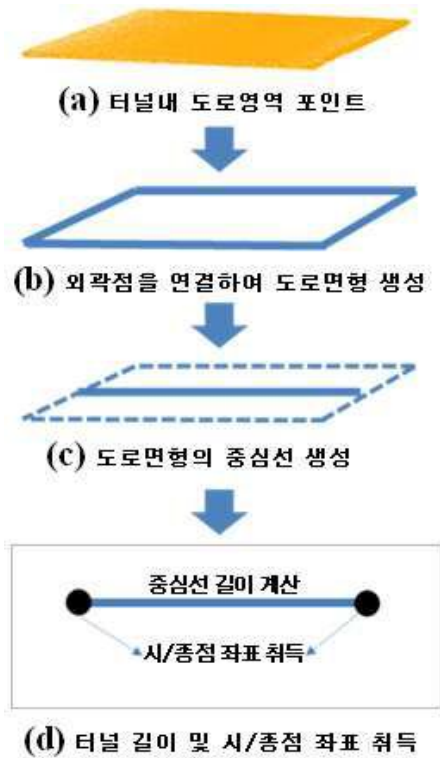 (a) 터널내 도로영역 포인트
(b) 외곽점을 연결하여 도로면형 생성
(c) 도로면형의 중심선 생성
중심선 길이 계산
시/종점 좌표 취득
(d) 터널 길이 및 시/종점 좌표 취득